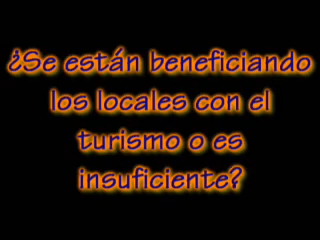 ¿Se están beneficiando
los locales con el
turismo o es
insuficiente?